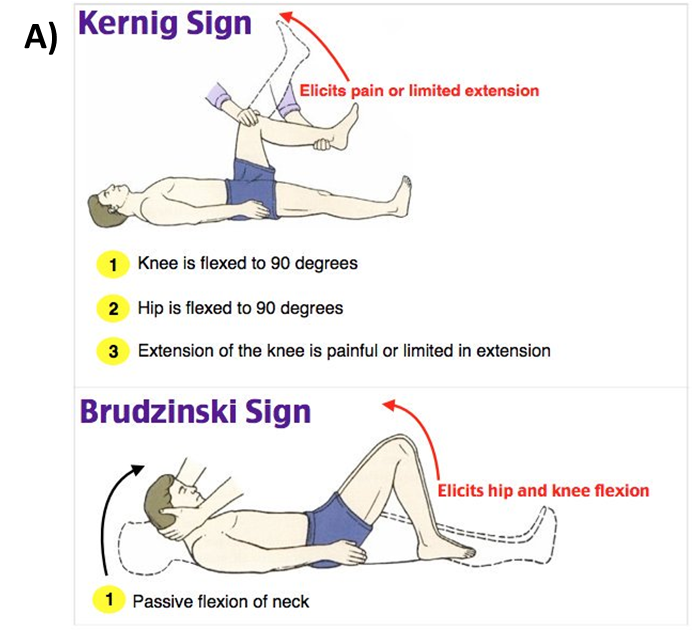 A)
Kernig Sign
Elicits pain or limited extension
1 Knee is flexed to 90 degrees
2 Hip is flexed to 90 degrees
3 Extension of the knee is painful or limited in extension
Brudzinski Sign
Elicits hip and knee flexion
1 Passive flexion of neck